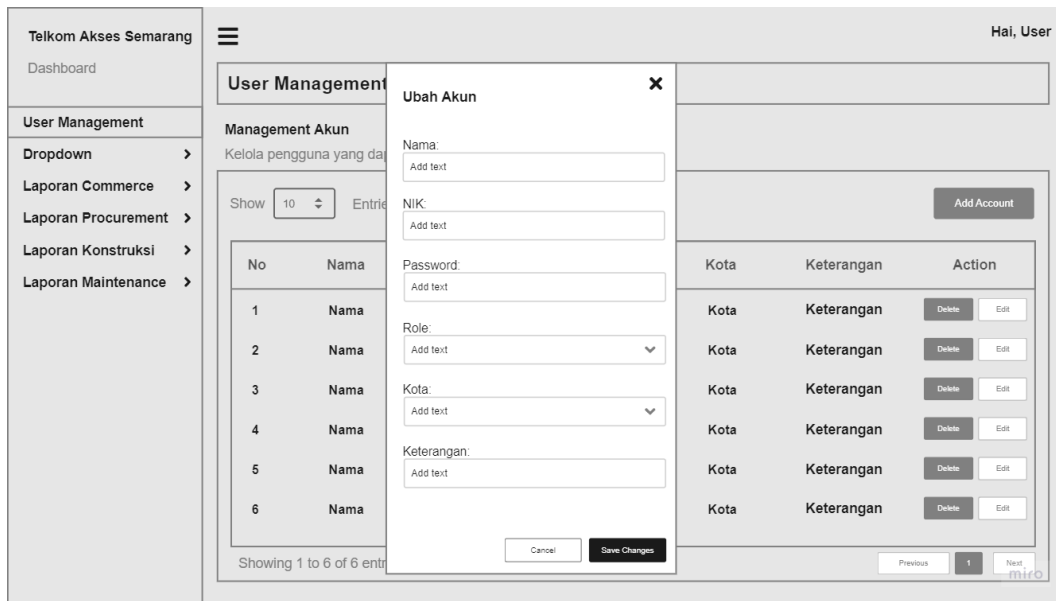 Telkom Akses Semarang
Hai, User
Dashboard
User Management
Dropdown
Laporan Commerce
Laporan Procurement
Laporan Konstruksi
Laporan Maintenance
User Management
Management Akun
Kelola pengguna yang
Show 10 Entrie
Add Account
No Nama Kota Keterangan Action
1 Nama Kota Keterangan Delete Edit
2 Nama Kota Keterangan Delete Edit
3 Nama Kota Keterangan Delete Edit
4 Nama Kota Keterangan Delete Edit
5 Nama Kota Keterangan Delete Edit
6 Nama Kota Keterangan Delete Edit
Showing 1 to 6 of 6 entr
Previous 1 Next
Ubah Akun
Nama:
Add text
NIK:
Add text
Password:
Add text
Role:
Add text
Kota:
Add text
Keterangan:
Add text
Cancel Save Changes
miro